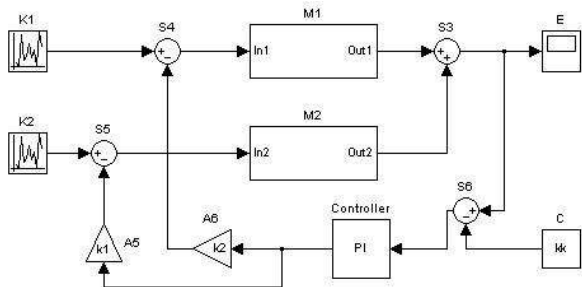 K1
S4
M1
S3
E
In1
Out1
K2
S5
M2
In2
Out2
S6
A6
Controller
C
k1
A5
k2
PI
kk